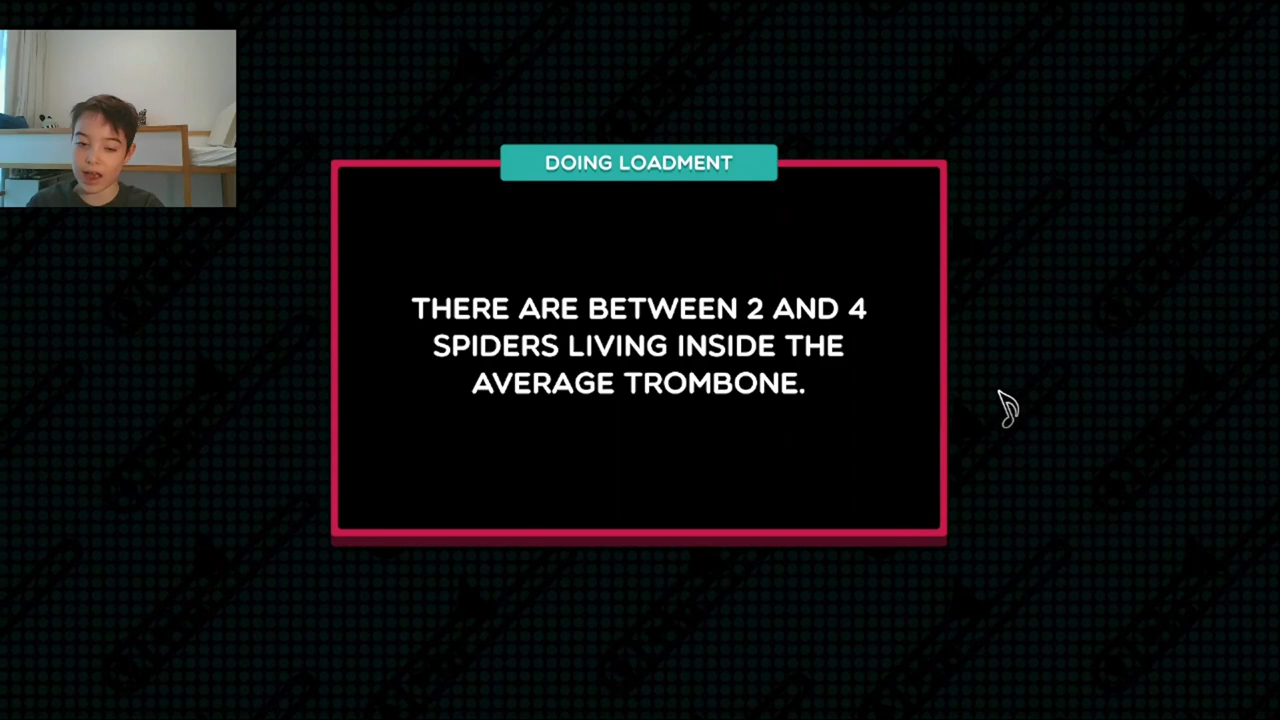 DOING LOADMENT
THERE ARE BETWEEN 2 AND 4
SPIDERS LIVING INSIDE THE
AVERAGE TROMBONE.